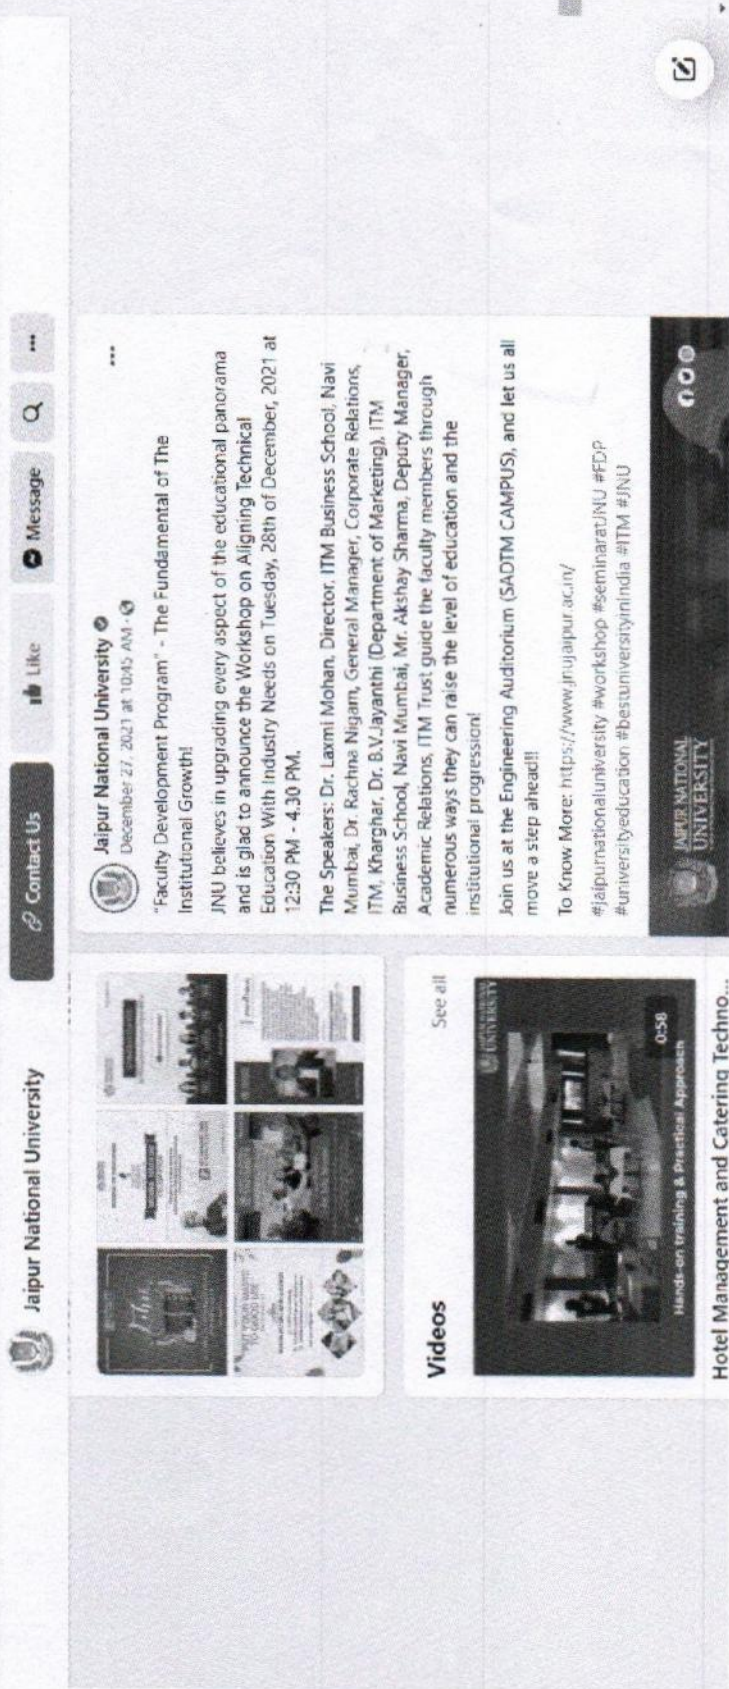 Jaipur National University
Contact Us
Like
Message
Jaipur National University
December 27, 2021 at 10:45 AM
"Faculty Development Program" - The Fundamental of The
Institutional Growth!
JNU believes in upgrading every aspect of the educational panorama
and is glad to announce the Workshop on Aligning Technical
Education With Industry Needs on Tuesday, 28th of December, 2021 at
12:30 PM - 4.30 PM.
The Speakers: Dr. Laxmi Mohan, Director, ITM Business School, Navi
Mumbai, Dr. Rachna Nigam, General Manager, Corporate Relations,
ITM, Kharghar, Dr. B.V.Jayanthi (Department of Marketing), ITM
Business School, Navi Mumbai, Mr. Akshay Sharma, Deputy Manager,
Academic Relations, ITM Trust guide the faculty members through
numerous ways they can raise the level of education and the
institutional progression!
Join us at the Engineering Auditorium (SADTM CAMPUS), and let us all
move a step ahead!!
To Know More: https://www.jnujaipur.ac.in/
#jaipurnationaluniversity #workshop #seminaratJNU #FDP
#universityeducation #bestuniversityinIndia #ITM #JNU
JAIPUR NATIONAL
UNIVERSITY
PUT YOUR WASTE
TO GOOD USE
Videos
See all
UNIVERSITY
0:58
Hands-on training & Practical Approach
Hotel Management and Catering Techno...